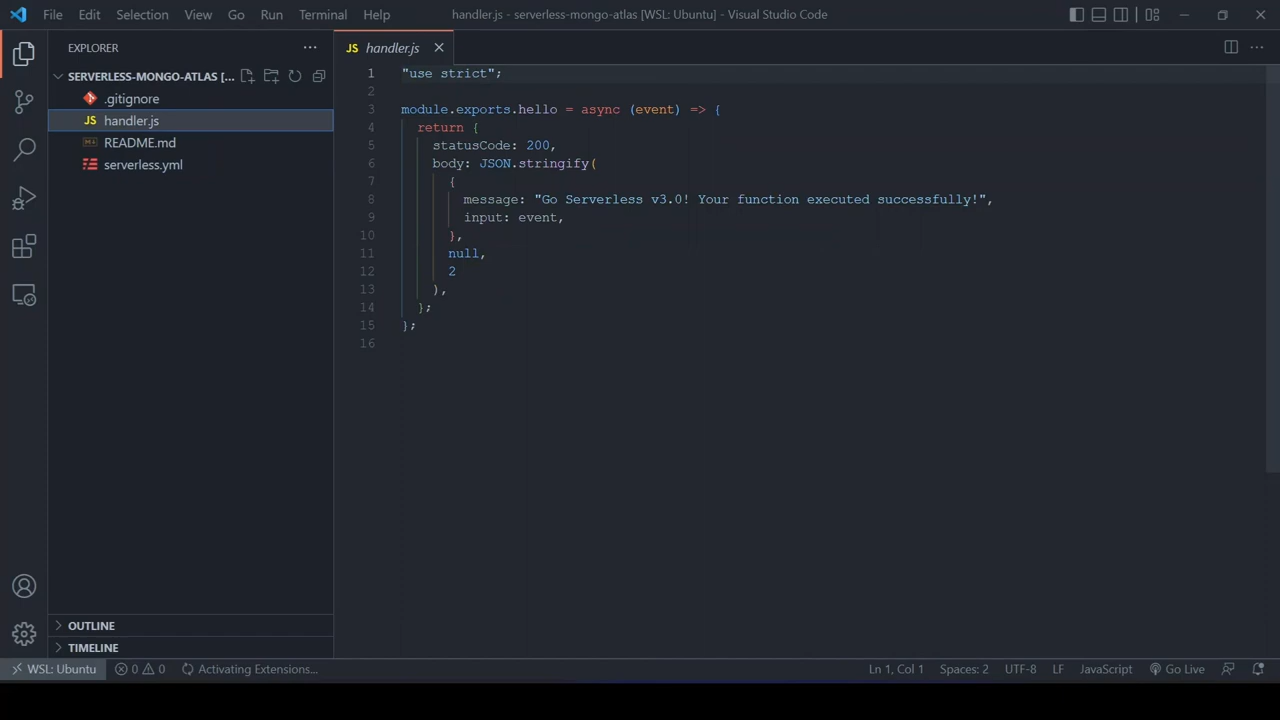 File Edit Selection View Go Run Terminal Help handler.js - serverless-mongo-atlas [WSL: Ubuntu] - Visual Studio Code
EXPLORER
SERVERLESS-MONGO-ATLAS [...
.gitignore
JS handler.js
README.md
serverless.yml
OUTLINE
TIMELINE
JS handler.js
1 "use strict";
2
3 module.exports.hello = async (event) => {
4 return {
5 statusCode: 200,
6 body: JSON.stringify(
7 {
8 message: "Go Serverless v3.0! Your function executed successfully!",
9 input: event,
10 },
11 null,
12 2
13 ),
14 };
15 };
16
WSL: Ubuntu 0 0 Activating Extensions... Ln 1, Col 1 Spaces: 2 UTF-8 LF JavaScript Go Live